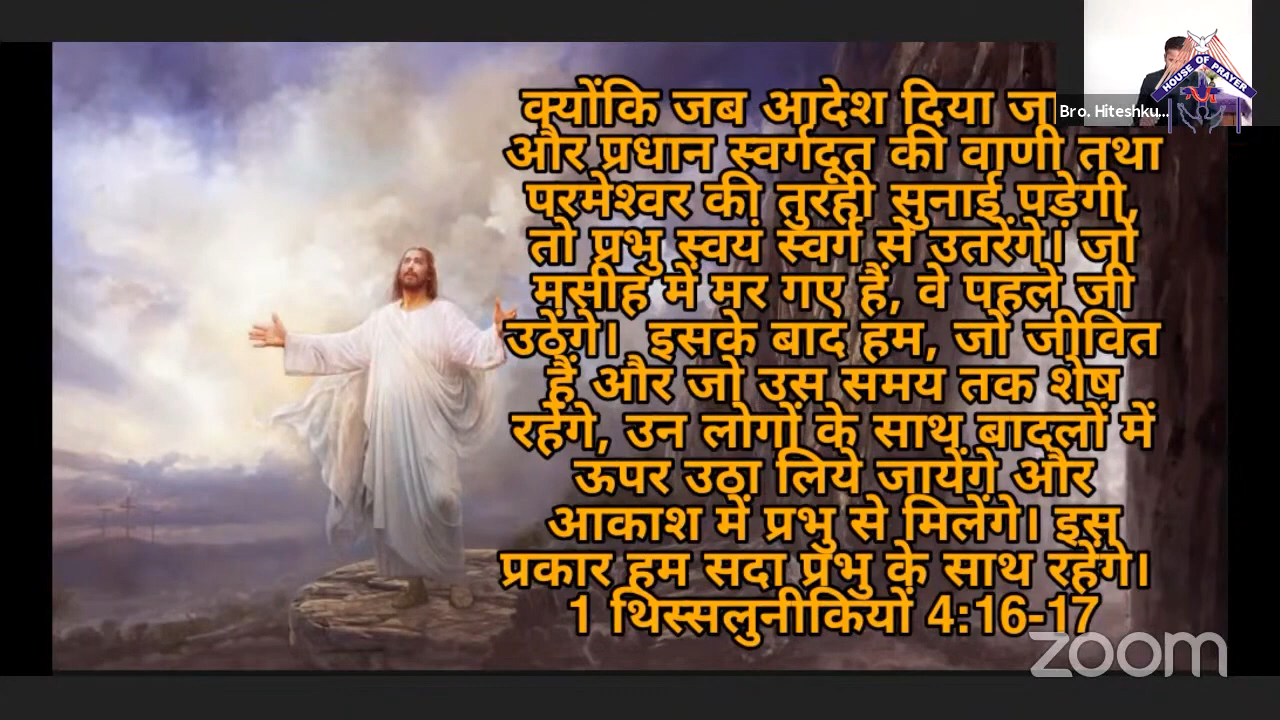 क्योंकि जब आदेश दिया
और प्रधान स्वर्गदूत की वाणी तथा
परमेश्वर की तुरही सुनाई पड़ेगी,
तो प्रभु स्वयं स्वर्ग से उतरेंगे। जो
मसीह में मर गए हैं, वे पहले जी
उठेंगे। इसके बाद हम, जो जीवित
हैं और जो उस समय तक शेष
रहेंगे, उन लोगों के साथ बादलों में
ऊपर उठा लिये जायेंगे और
आकाश में प्रभु से मिलेंगे। इस
प्रकार हम सदा प्रभु के साथ रहेंगे।
1 थिस्सलुनीकियों 4:16-17
HOUSE OF PRAYER
Bro. Hiteshku...
zoom